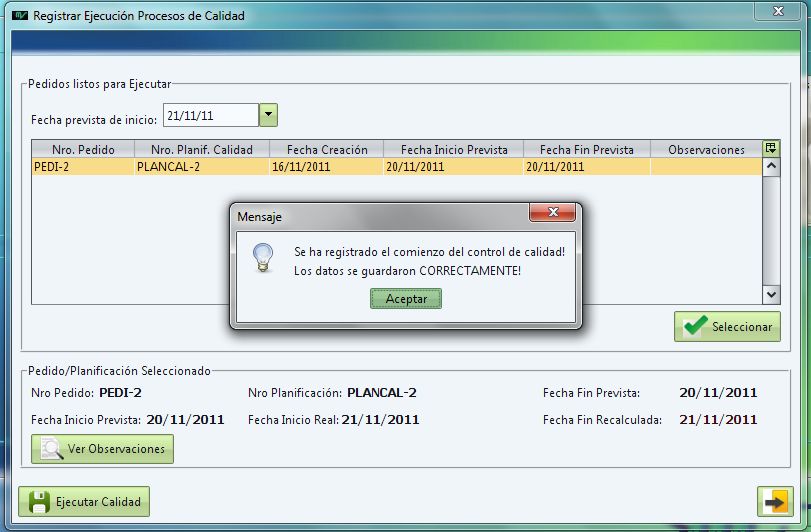 Registrar Ejecución Procesos de Calidad
Pedidos listos para Ejecutar
Fecha prevista de inicio: 21/11/11
Nro. Pedido Nro. Planif. Calidad Fecha Creación Fecha Inicio Prevista Fecha Fin Prevista Observaciones
PEDI-2 PLANCAL-2 16/11/2011 20/11/2011 20/11/2011
Mensaje
Se ha registrado el comienzo del control de calidad!
Los datos se guardaron CORRECTAMENTE!
Aceptar
Seleccionar
Pedido/Planificación Seleccionado
Nro Pedido: PEDI-2 Nro Planificación: PLANCAL-2 Fecha Fin Prevista: 20/11/2011
Fecha Inicio Prevista: 20/11/2011 Fecha Inicio Real: 21/11/2011 Fecha Fin Recalculada: 21/11/2011
Ver Observaciones
Ejecutar Calidad